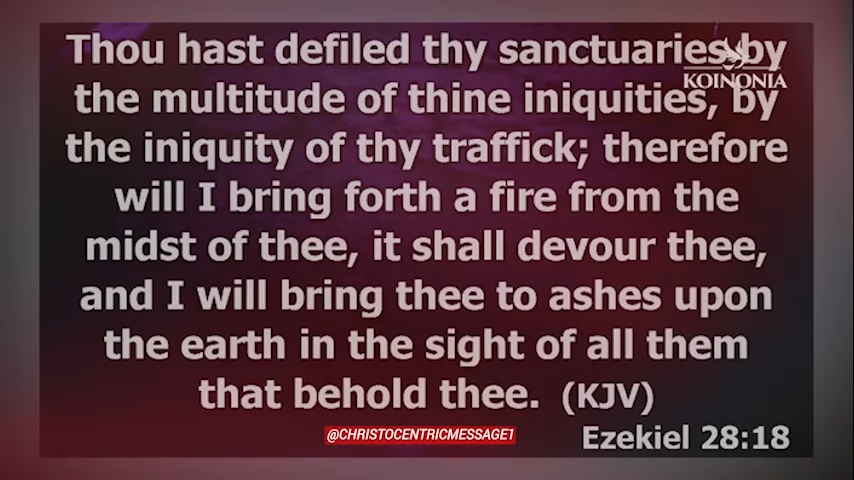 Thou hast defiled thy sanctuaries by
KOINONIA
the multitude of thine iniquities, by
the iniquity of thy traffick; therefore
will I bring forth a fire from the
midst of thee, it shall devour thee,
and I will bring thee to ashes upon
the earth in the sight of all them
that behold thee. (KJV)
@CHRISTOCENTRICMESSAGE1
Ezekiel 28:18